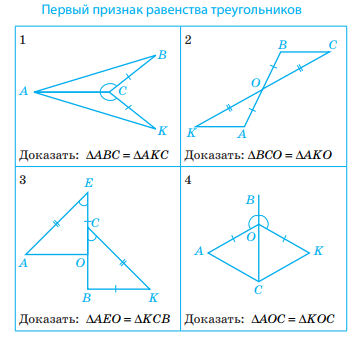 Первый признак равенства треугольников
1
B
A
C
K
Доказать: ΔABC = ΔAKC
2
B
C
O
K
A
Доказать: ΔBCO = ΔAKO
3
E
C
A
O
B
K
Доказать: ΔAEO = ΔKCB
4
B
O
A
K
C
Доказать: ΔAOC = ΔKOC